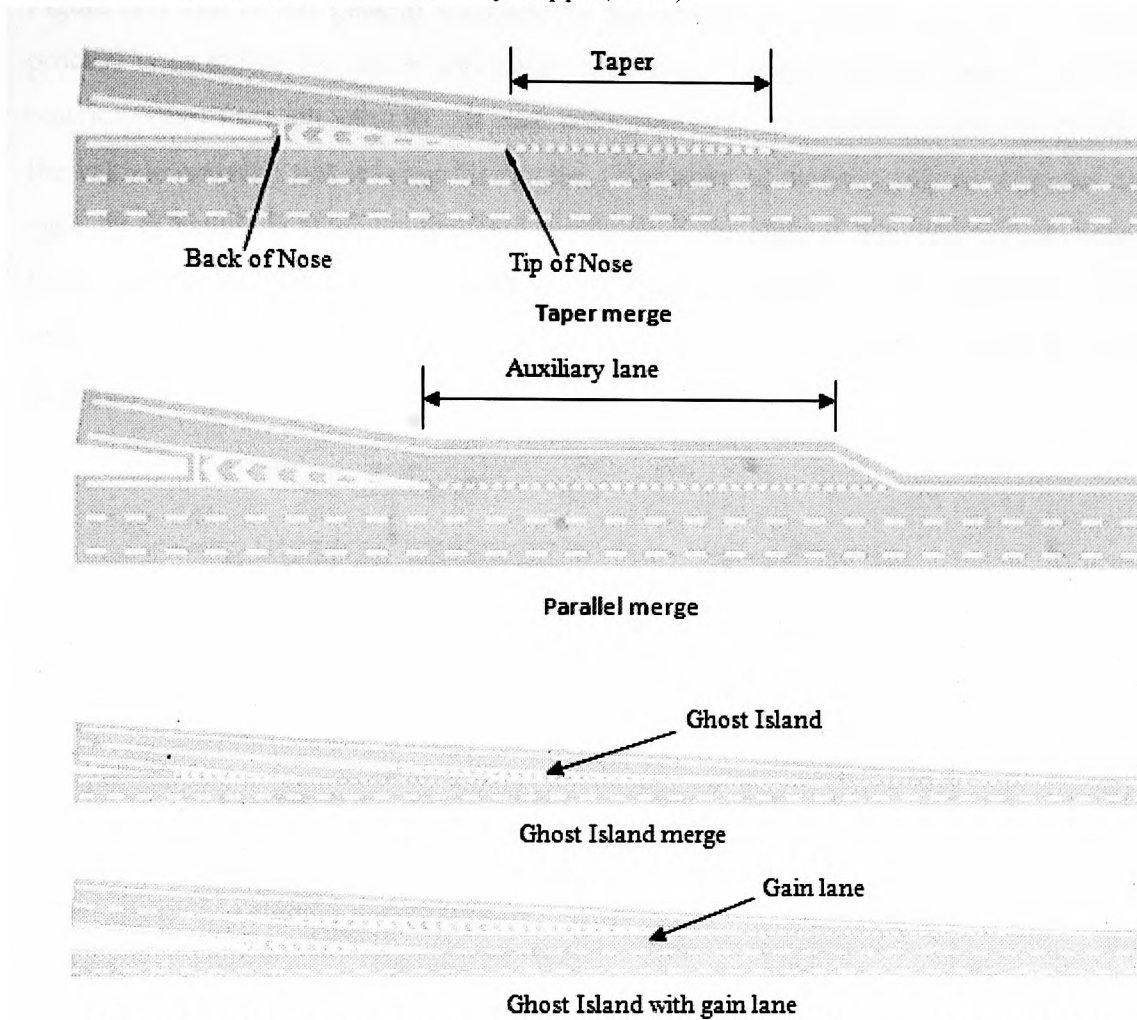 Taper
Back of Nose
Tip of Nose
Taper merge
Auxiliary lane
Parallel merge
Ghost Island
Ghost Island merge
Gain lane
Ghost Island with gain lane